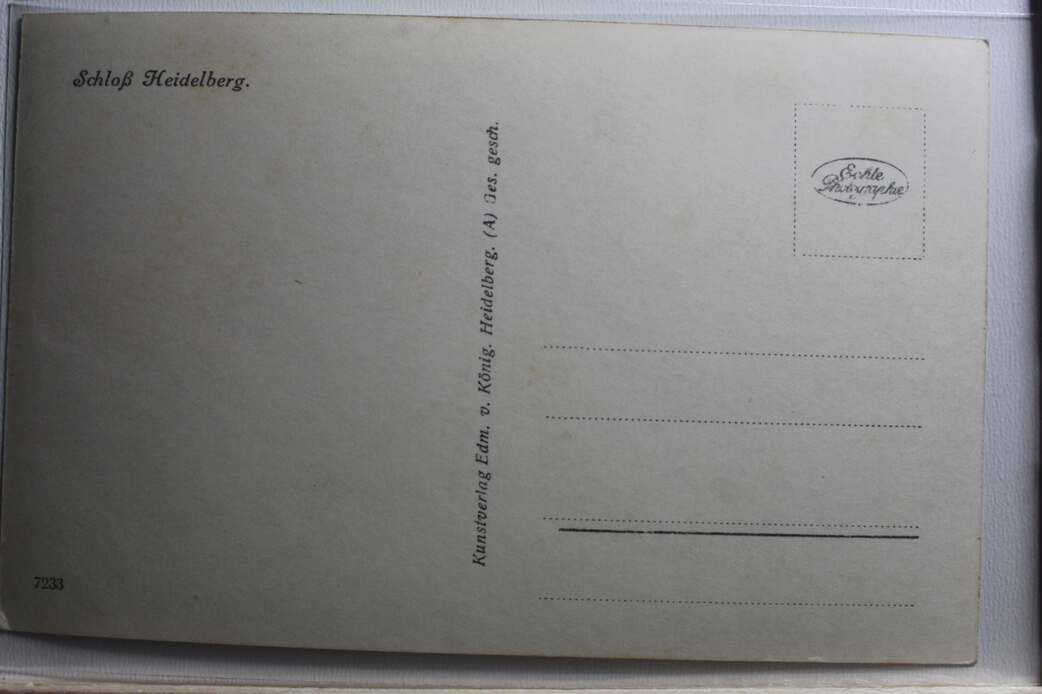 Schloß Heidelberg.
Kunstverlag Edm. v. König. Heidelberg. (A) Ges. gesch.
Echte
Photographie
7233